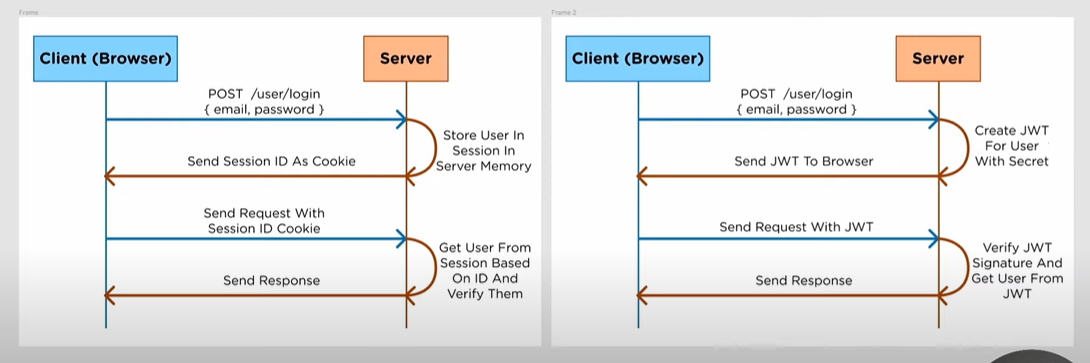 Frame
Client (Browser)
Server
POST /user/login
{ email, password }
Store User In
Session In
Server Memory
Send Session ID As Cookie
Send Request With
Session ID Cookie
Get User From
Session Based
On ID And
Verify Them
Send Response
Frame 2
Client (Browser)
Server
POST /user/login
{ email, password }
Create JWT
For User
With Secret
Send JWT To Browser
Send Request With JWT
Verify JWT
Signature And
Get User From
JWT
Send Response